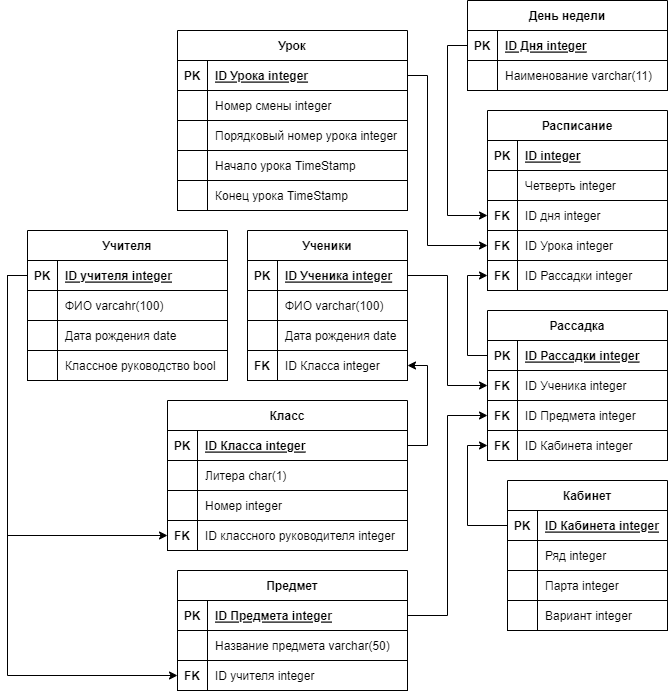 День недели
PK ID Дня integer
Наименование varchar(11)
Урок
PK ID Урока integer
Номер смены integer
Порядковый номер урока integer
Начало урока TimeStamp
Конец урока TimeStamp
Расписание
PK ID integer
Четверть integer
FK ID дня integer
FK ID Урока integer
FK ID Рассадки integer
Учителя
PK ID учителя integer
ФИО varcahr(100)
Дата рождения date
Классное руководство bool
Ученики
PK ID Ученика integer
ФИО varchar(100)
Дата рождения date
FK ID Класса integer
Рассадка
PK ID Рассадки integer
FK ID Ученика integer
FK ID Предмета integer
FK ID Кабинета integer
Класс
PK ID Класса integer
Литера char(1)
Номер integer
FK ID классного руководителя integer
Кабинет
PK ID Кабинета integer
Ряд integer
Парта integer
Вариант integer
Предмет
PK ID Предмета integer
Название предмета varchar(50)
FK ID учителя integer